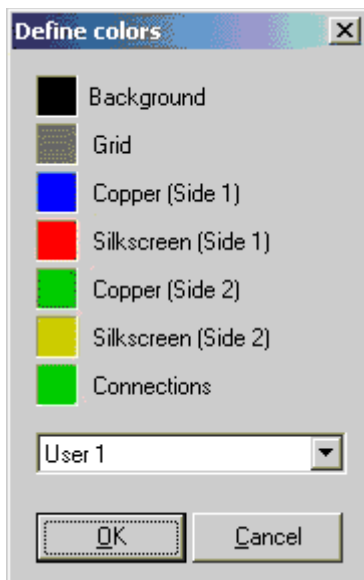 Define colors
Background
Grid
Copper (Side 1)
Silkscreen (Side 1)
Copper (Side 2)
Silkscreen (Side 2)
Connections
User 1
OK Cancel